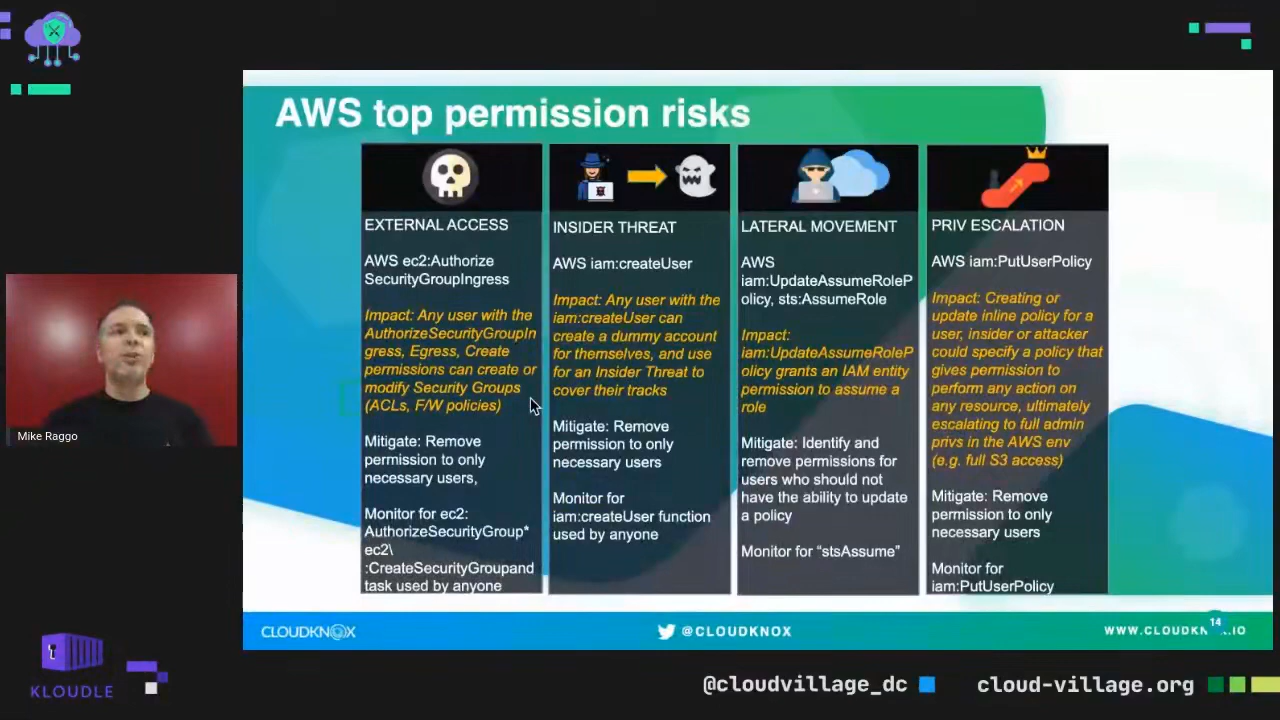 AWS top permission risks
EXTERNAL ACCESS
AWS ec2:Authorize
SecurityGroupIngress
Impact: Any user with the
AuthorizeSecurityGroupIn
gress, Egress, Create
permissions can create or
modify Security Groups
(ACLs, F/W policies)
Mitigate: Remove
permission to only
necessary users,
Monitor for ec2:
AuthorizeSecurityGroup*
ec2\
:CreateSecurityGroupand
task used by anyone
INSIDER THREAT
AWS iam:createUser
Impact: Any user with the
iam:createUser can
create a dummy account
for themselves, and use
for an Insider Threat to
cover their tracks
Mitigate: Remove
permission to only
necessary users
Monitor for
iam:createUser function
used by anyone
LATERAL MOVEMENT
AWS
iam:UpdateAssumeRoleP
olicy, sts:AssumeRole
Impact:
iam:UpdateAssumeRoleP
olicy grants an IAM entity
permission to assume a
role
Mitigate: Identify and
remove permissions for
users who should not
have the ability to update
a policy
Monitor for “stsAssume”
PRIV ESCALATION
AWS iam:PutUserPolicy
Impact: Creating or
update inline policy for a
user, insider or attacker
could specify a policy that
gives permission to
perform any action on
any resource, ultimately
escalating to full admin
privs in the AWS env
(e.g. full S3 access)
Mitigate: Remove
permission to only
necessary users
Monitor for
iam:PutUserPolicy
Mike Raggo
CLOUDKNOX
@CLOUDKNOX
14
KLOUDLE
@cloudvillage_dc
cloud-village.org